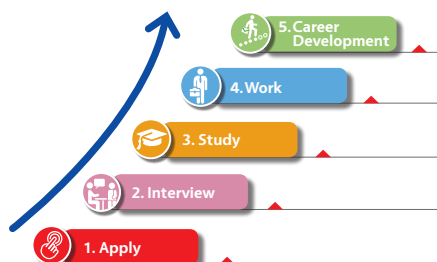 5. Career
Development
4. Work
3. Study
2. Interview
1. Apply